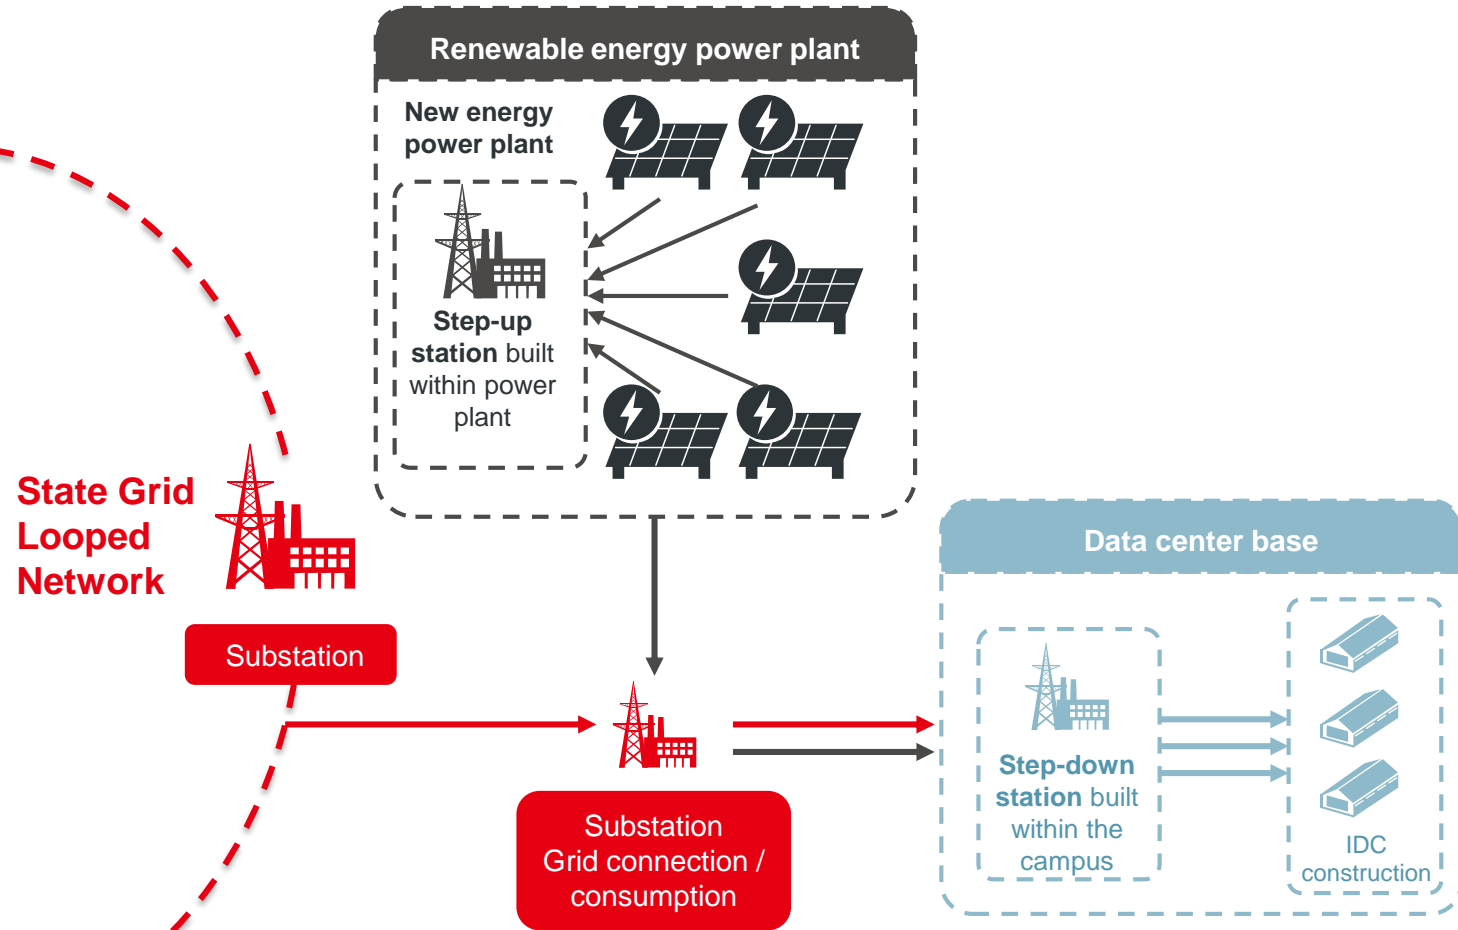 Renewable energy power plant
New energy
power plant
Step-up
station built
within power
plant
State Grid
Looped
Network
Substation
Substation
Grid connection /
consumption
Data center base
Step-down
station built
within the
campus
IDC
construction